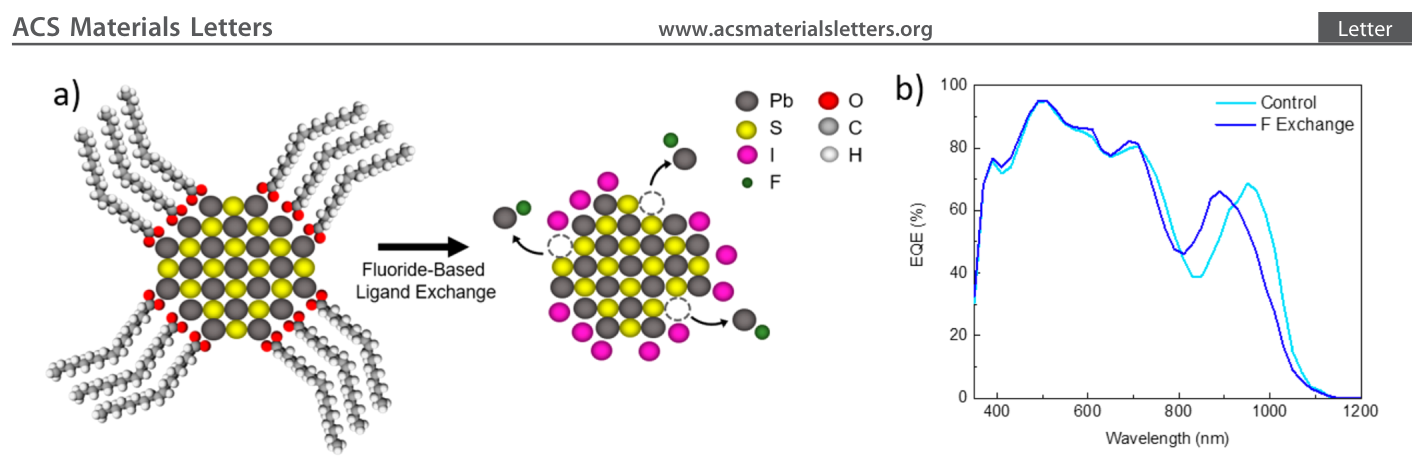 ACS Materials Letters
www.acsmaterialsletters.org
Letter
a)
Pb
O
S
C
I
H
F
Fluoride-Based
Ligand Exchange
b)
Control
F Exchange
100
80
60
40
20
0
EQE (%)
400
600
800
1000
1200
Wavelength (nm)